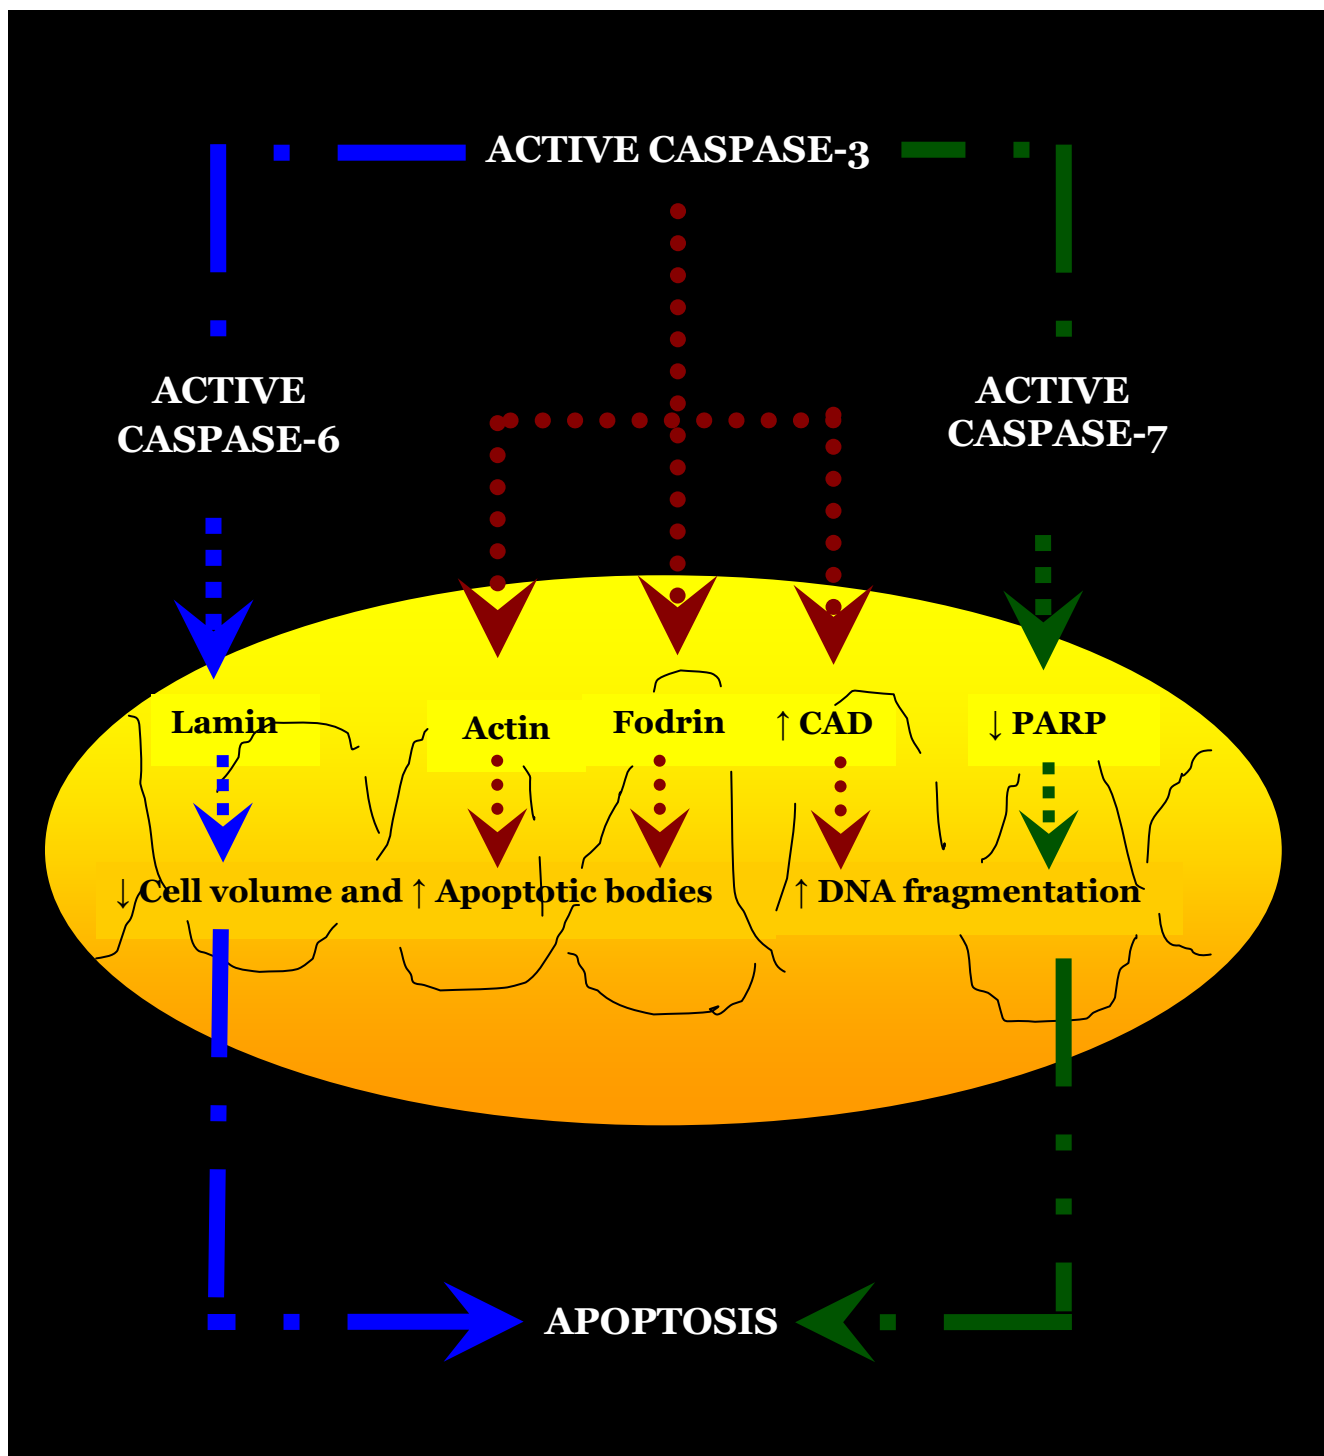 ACTIVE CASPASE-3
ACTIVE
CASPASE-6
ACTIVE
CASPASE-7
Lamin
Actin
Fodrin
↑ CAD
↓ PARP
↓ Cell volume and ↑ Apoptotic bodies
↑ DNA fragmentation
APOPTOSIS